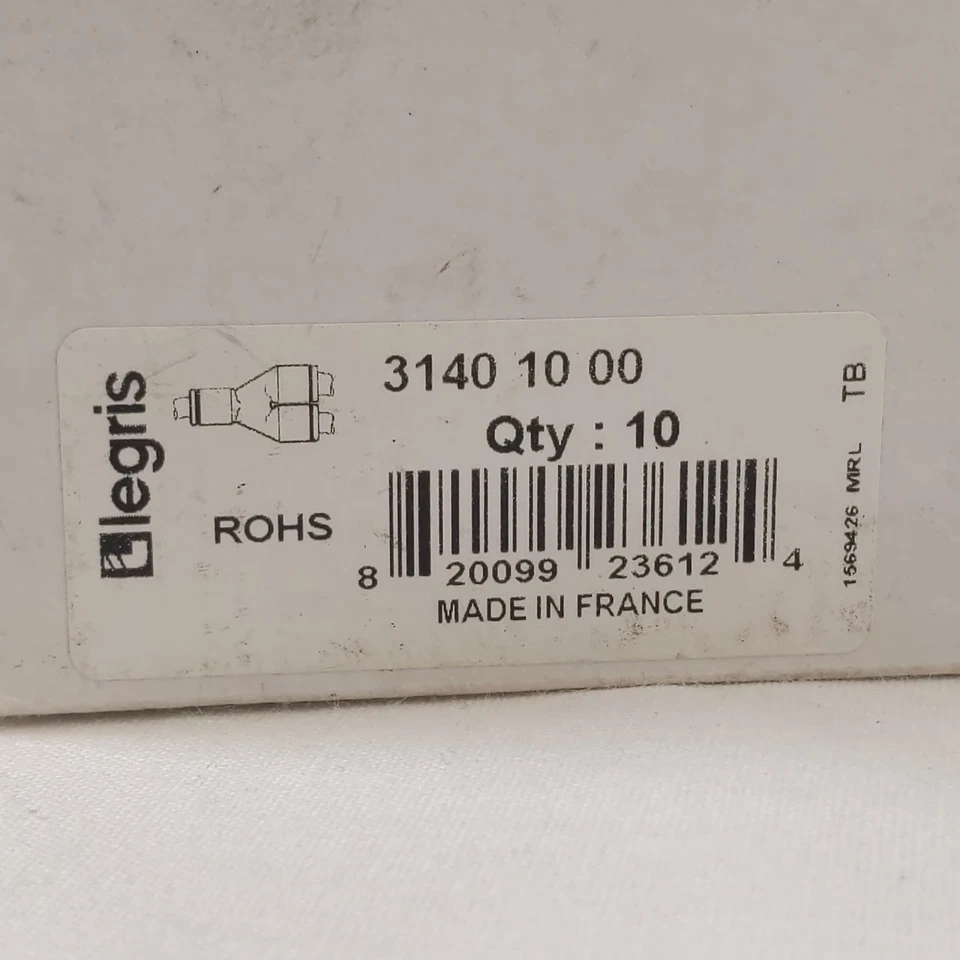 legris
3140 10 00
Qty : 10
ROHS
8 20099 23612 4
MADE IN FRANCE
1569426 MRL TB